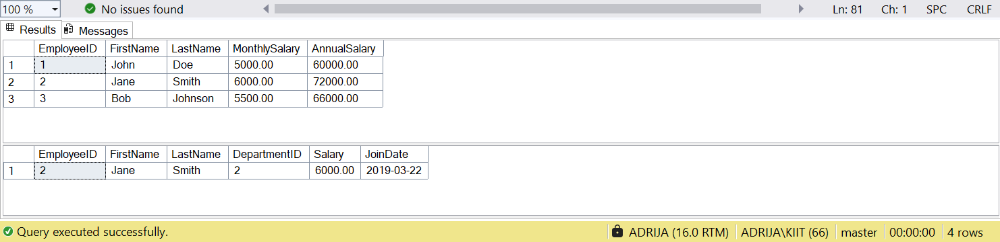 100 % No issues found Ln: 81 Ch: 1 SPC CRLF
Results Messages
EmployeeID FirstName LastName MonthlySalary AnnualSalary
1 1 John Doe 5000.00 60000.00
2 2 Jane Smith 6000.00 72000.00
3 3 Bob Johnson 5500.00 66000.00
EmployeeID FirstName LastName DepartmentID Salary JoinDate
1 2 Jane Smith 2 6000.00 2019-03-22
Query executed successfully. ADRIJA (16.0 RTM) ADRIJA\KIIT (66) master 00:00:00 4 rows